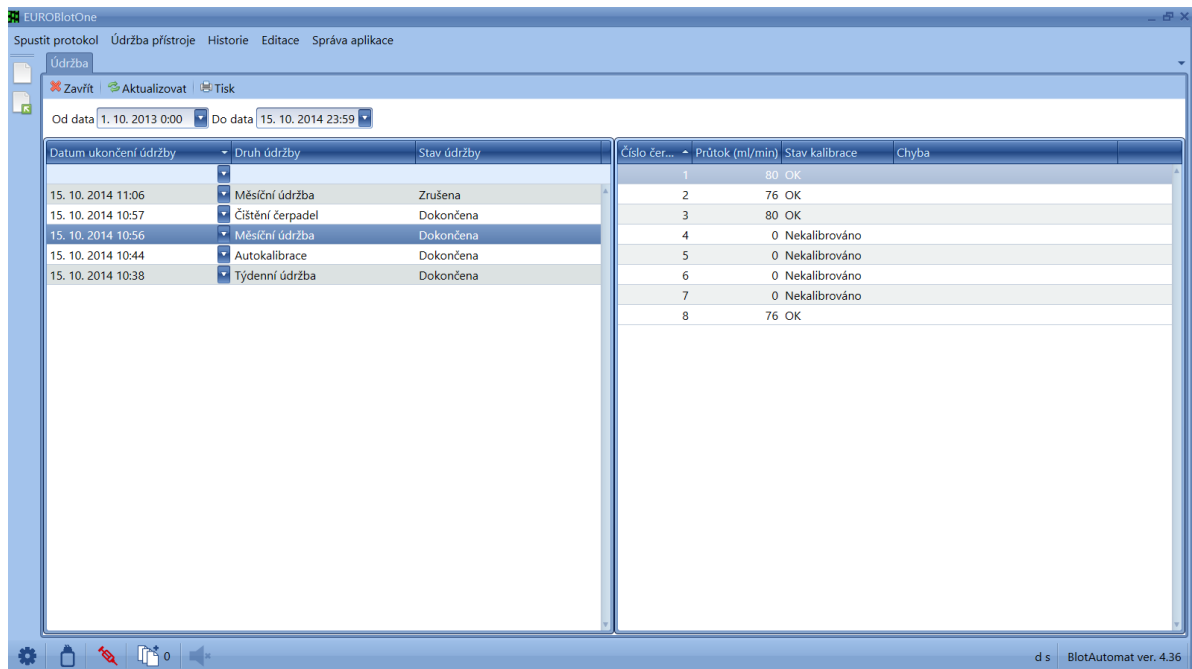 EUROBlotOne
Spustit protokol Údržba přístroje Historie Editace Správa aplikace
Údržba
Zavřít Aktualizovat Tisk
Od data 1. 10. 2013 0:00 Do data 15. 10. 2014 23:59
Datum ukončení údržby Druh údržby Stav údržby Číslo čer... Průtok (ml/min) Stav kalibrace Chyba
1 80 OK
15. 10. 2014 11:06 Měsíční údržba Zrušena 2 76 OK
15. 10. 2014 10:57 Čištění čerpadel Dokončena 3 80 OK
15. 10. 2014 10:56 Měsíční údržba Dokončena 4 0 Nekalibrováno
15. 10. 2014 10:44 Autokalibrace Dokončena 5 0 Nekalibrováno
15. 10. 2014 10:38 Týdenní údržba Dokončena 6 0 Nekalibrováno
7 0 Nekalibrováno
8 76 OK
0 d s BlotAutomat ver. 4.36